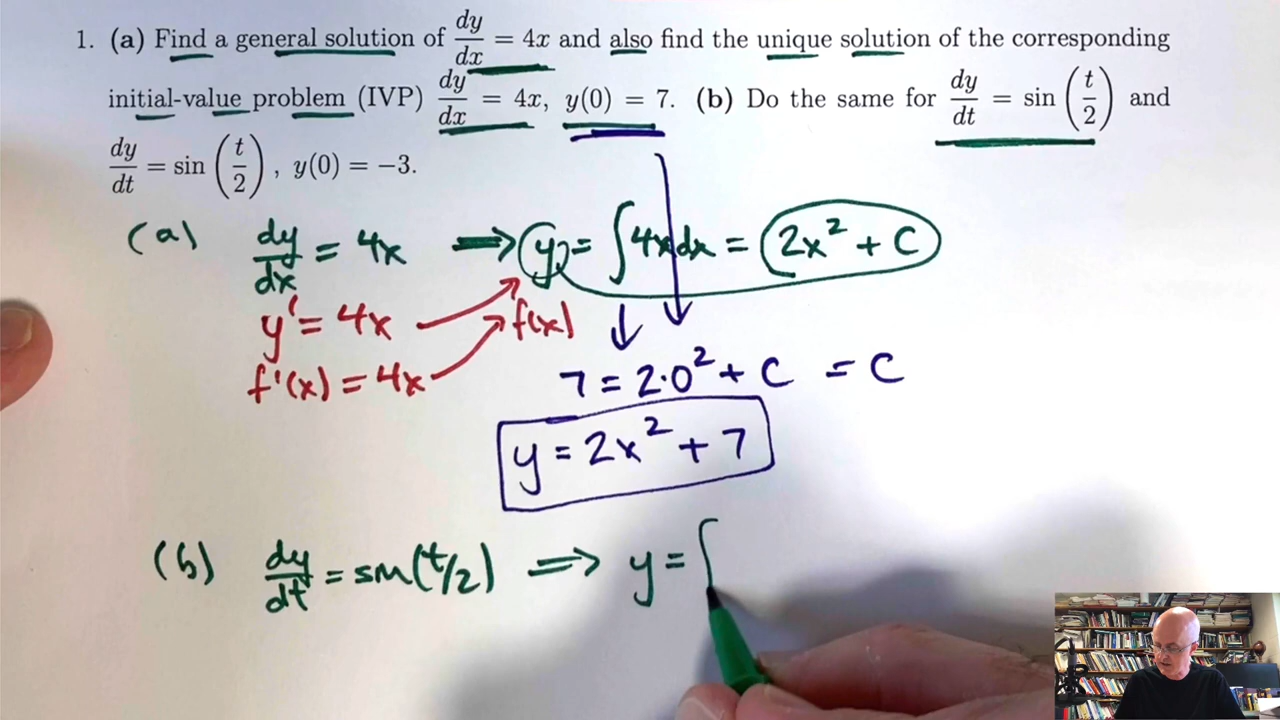 1. (a) Find a general solution of dy/dx = 4x and also find the unique solution of the corresponding
initial-value problem (IVP) dy/dx = 4x, y(0) = 7. (b) Do the same for dy/dt = sin (t/2) and
dy/dt = sin (t/2), y(0) = −3.
(a) dy/dx = 4x ⟹ y = ∫4x dx = 2x² + C
y' = 4x
f(x)
f'(x) = 4x
7 = 2·0² + C = C
y = 2x² + 7
(b) dy/dt = sin(t/2) ⟹ y = ∫